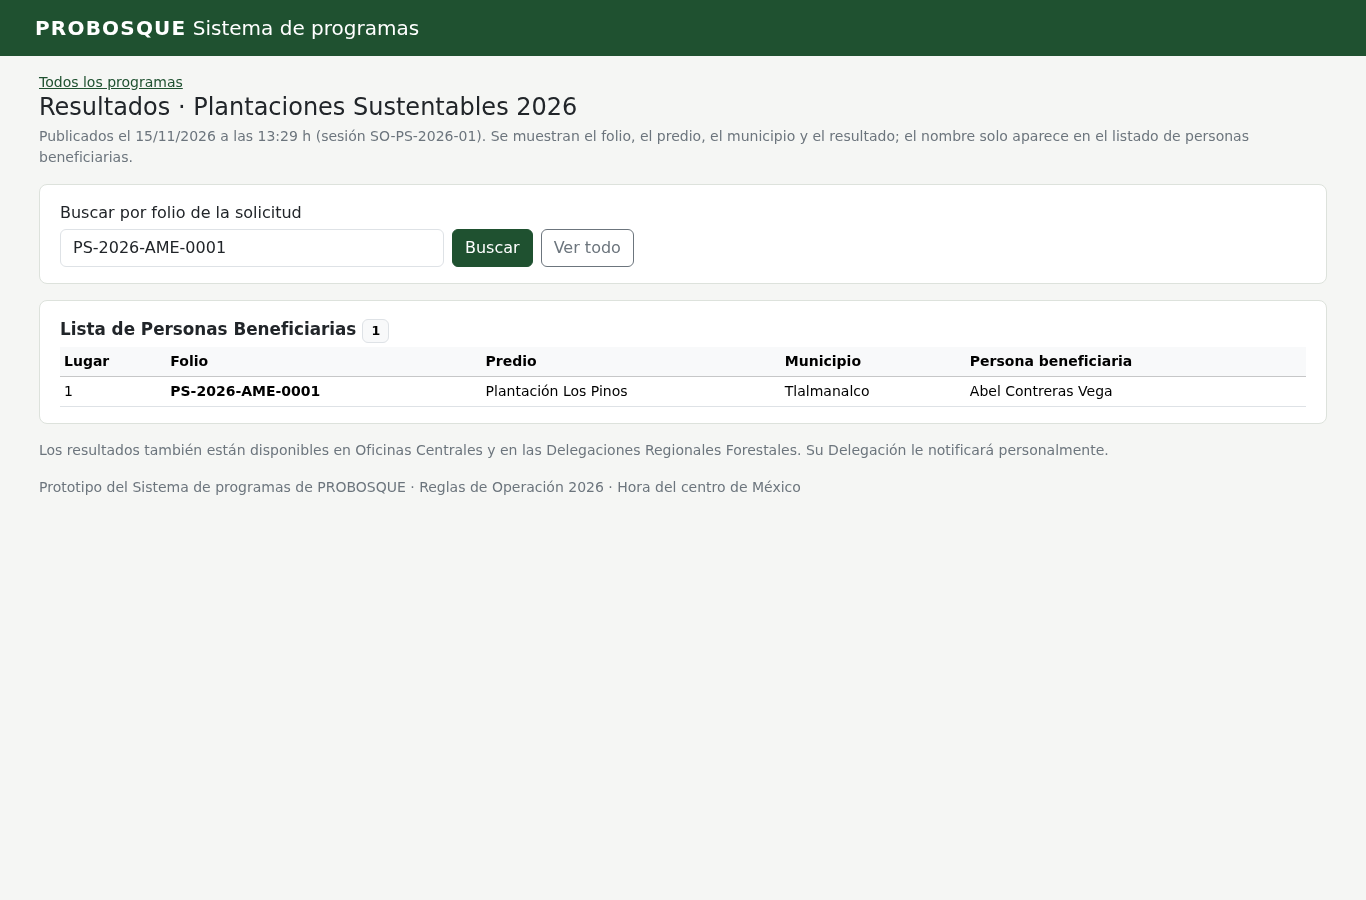 PROBOSQUE Sistema de programas
Todos los programas
Resultados · Plantaciones Sustentables 2026
Publicados el 15/11/2026 a las 13:29 h (sesión SO-PS-2026-01). Se muestran el folio, el predio, el municipio y el resultado; el nombre solo aparece en el listado de personas
beneficiarias.
Buscar por folio de la solicitud
PS-2026-AME-0001 Buscar Ver todo
Lista de Personas Beneficiarias 1
Lugar Folio Predio Municipio Persona beneficiaria
1 PS-2026-AME-0001 Plantación Los Pinos Tlalmanalco Abel Contreras Vega
Los resultados también están disponibles en Oficinas Centrales y en las Delegaciones Regionales Forestales. Su Delegación le notificará personalmente.
Prototipo del Sistema de programas de PROBOSQUE · Reglas de Operación 2026 · Hora del centro de México